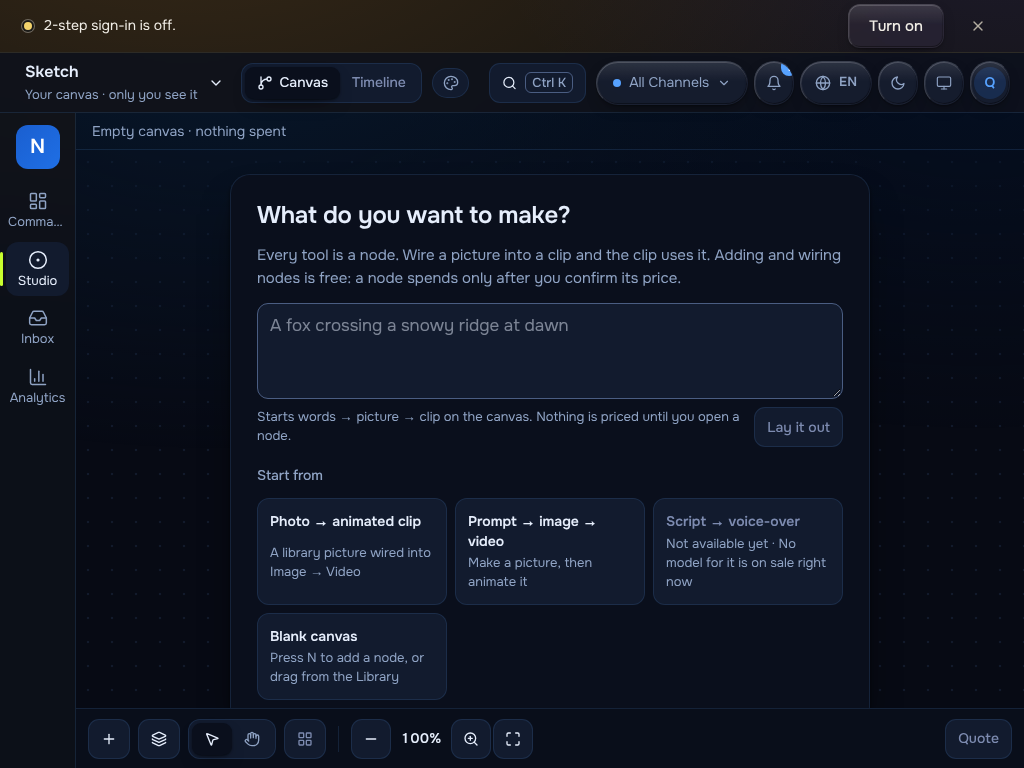 2-step sign-in is off.
Turn on
Sketch
Your canvas · only you see it
Canvas
Timeline
Ctrl K
All Channels
EN
Q
Empty canvas · nothing spent
N
Comma...
Studio
Inbox
Analytics
What do you want to make?
Every tool is a node. Wire a picture into a clip and the clip uses it. Adding and wiring
nodes is free: a node spends only after you confirm its price.
A fox crossing a snowy ridge at dawn
Starts words → picture → clip on the canvas. Nothing is priced until you open a
node.
Lay it out
Start from
Photo → animated clip
A library picture wired into
Image → Video
Prompt → image →
video
Make a picture, then
animate it
Script → voice-over
Not available yet · No
model for it is on sale right
now
Blank canvas
Press N to add a node, or
drag from the Library
100%
Quote